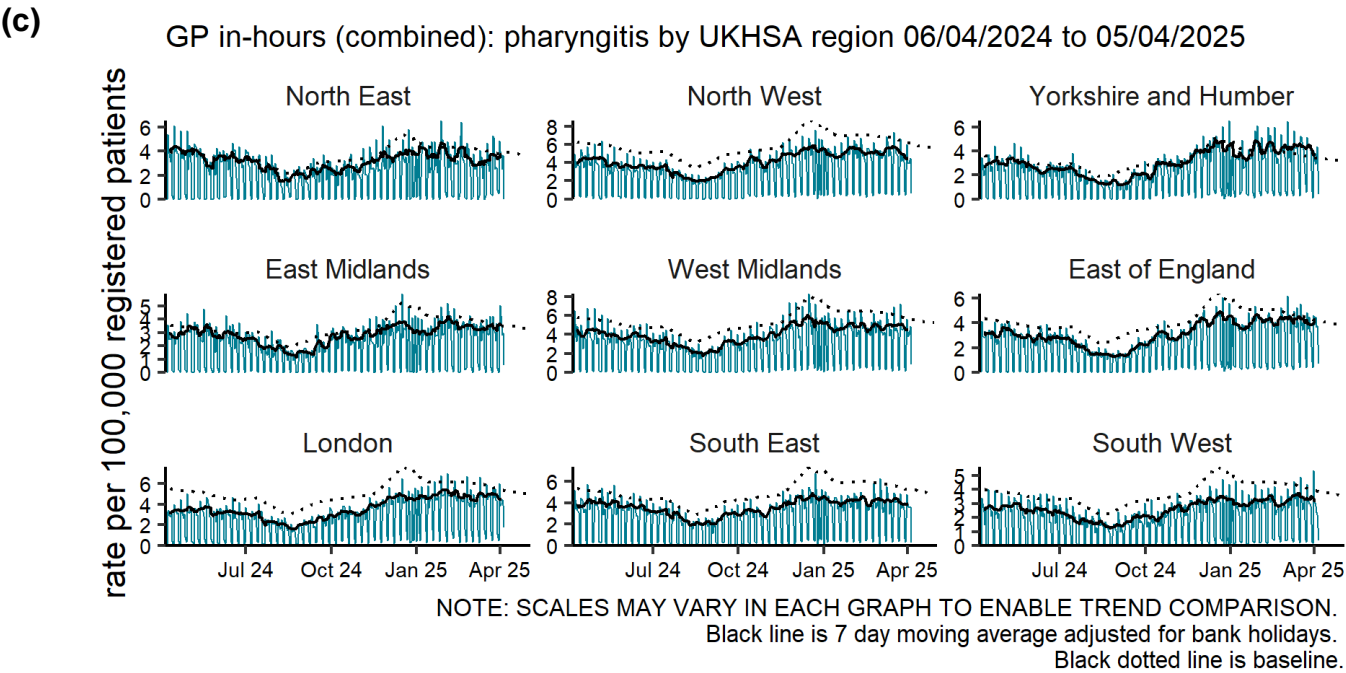 (c)
GP in-hours (combined): pharyngitis by UKHSA region 06/04/2024 to 05/04/2025
rate per 100,000 registered patients
North East
6
4
2
0
North West
8
6
4
2
0
Yorkshire and Humber
6
4
2
0
East Midlands
5
4
3
2
1
0
West Midlands
8
6
4
2
0
East of England
6
4
2
0
London
6
4
2
0
Jul 24 Oct 24 Jan 25 Apr 25
South East
6
4
2
0
Jul 24 Oct 24 Jan 25 Apr 25
South West
5
4
3
2
1
0
Jul 24 Oct 24 Jan 25 Apr 25
NOTE: SCALES MAY VARY IN EACH GRAPH TO ENABLE TREND COMPARISON.
Black line is 7 day moving average adjusted for bank holidays.
Black dotted line is baseline.